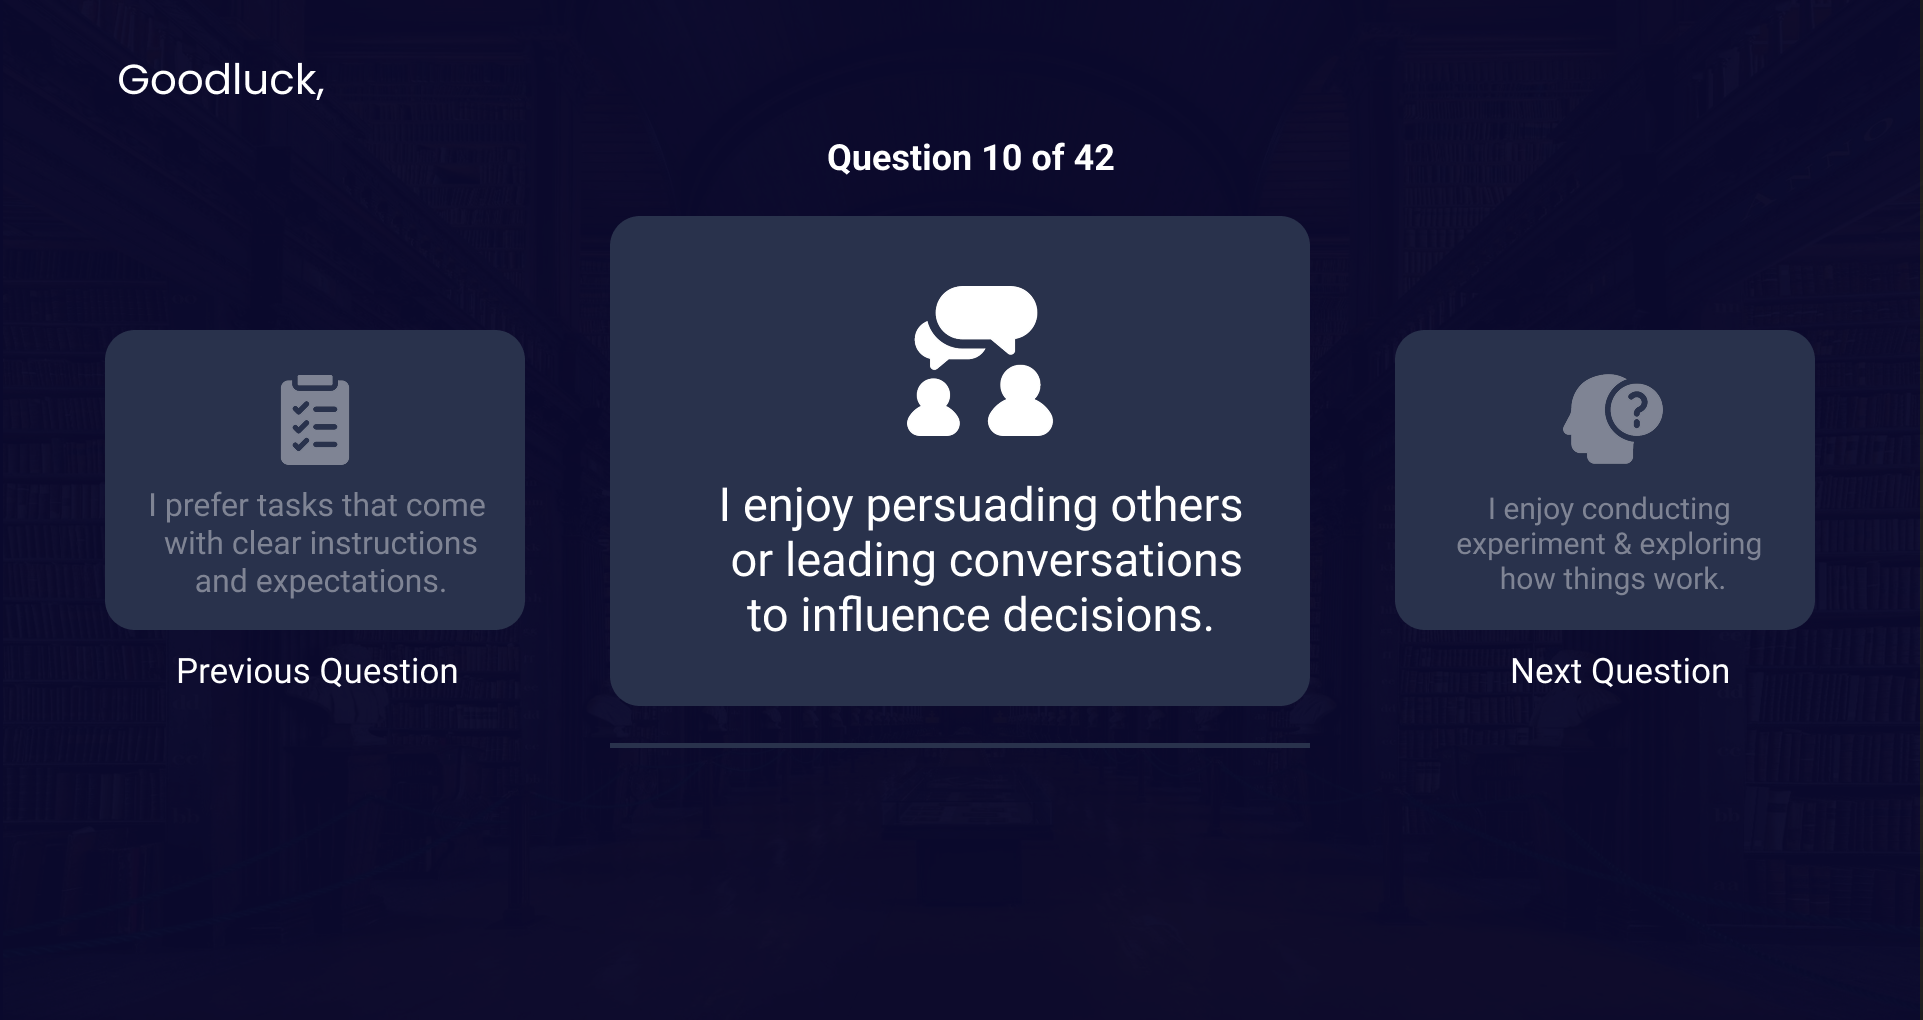 Goodluck,
Question 10 of 42
I prefer tasks that come
with clear instructions
and expectations.
Previous Question
I enjoy persuading others
or leading conversations
to influence decisions.
?
I enjoy conducting
experiment & exploring
how things work.
Next Question